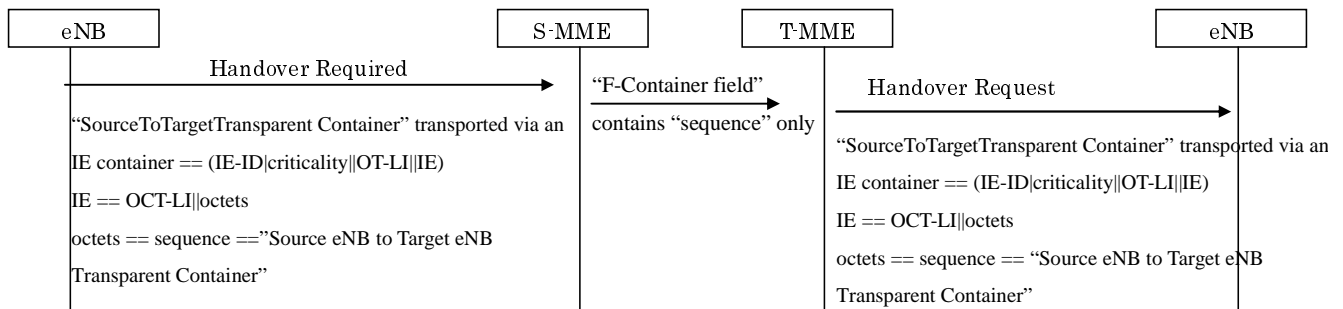 eNB
S-MME
T-MME
eNB
Handover Required
“F-Container field”
contains “sequence” only
Handover Request
“SourceToTargetTransparent Container” transported via an
IE container == (IE-ID|criticality||OT-LI||IE)
IE == OCT-LI||octets
octets == sequence ==”Source eNB to Target eNB
Transparent Container”
“SourceToTargetTransparent Container” transported via an
IE container == (IE-ID|criticality||OT-LI||IE)
IE == OCT-LI||octets
octets == sequence == “Source eNB to Target eNB
Transparent Container”